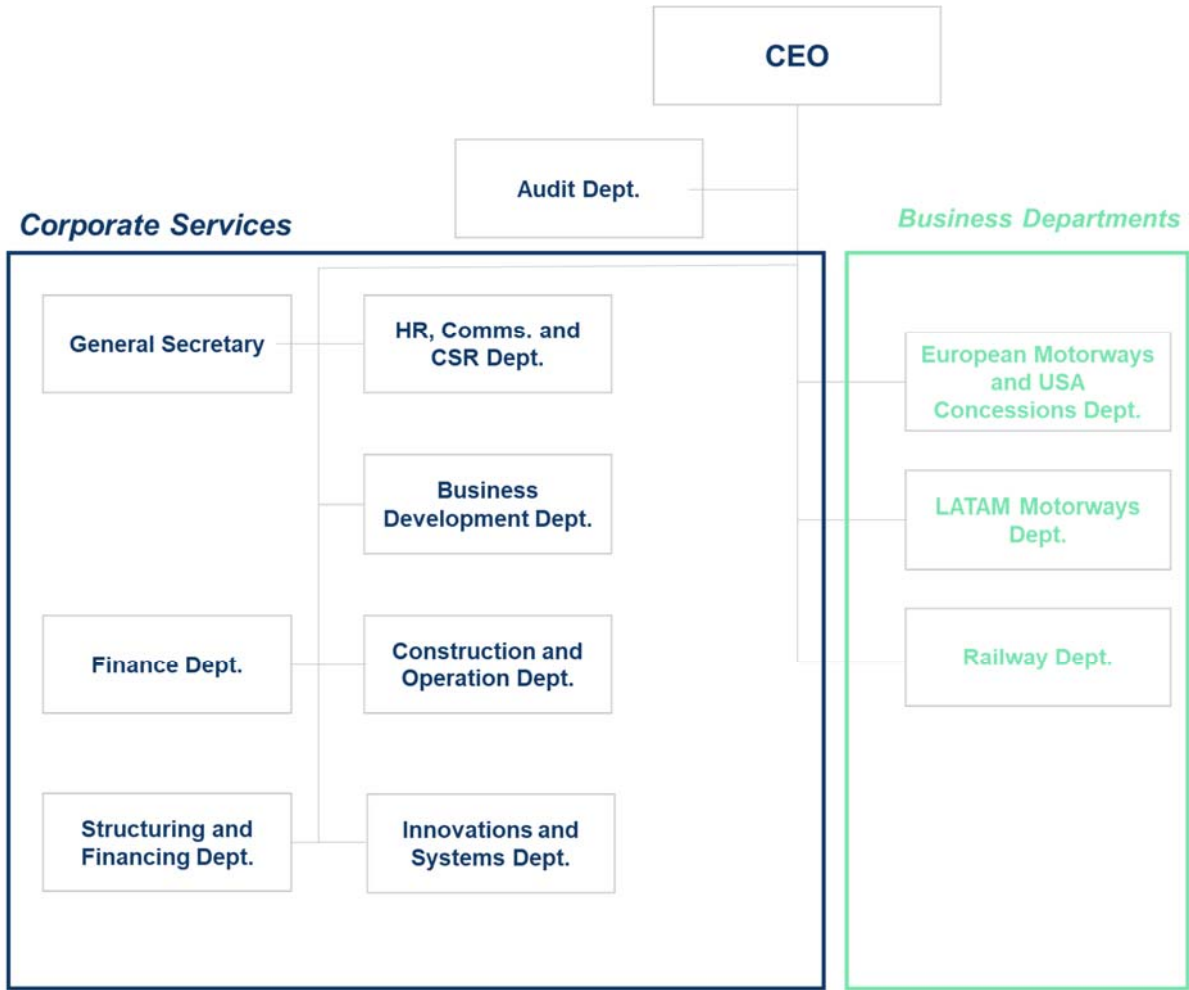 CEO
Audit Dept.
Corporate Services
Business Departments
General Secretary
HR, Comms. and
CSR Dept.
European Motorways
and USA
Concessions Dept.
Business
Development Dept.
LATAM Motorways
Dept.
Finance Dept.
Construction and
Operation Dept.
Railway Dept.
Structuring and
Financing Dept.
Innovations and
Systems Dept.